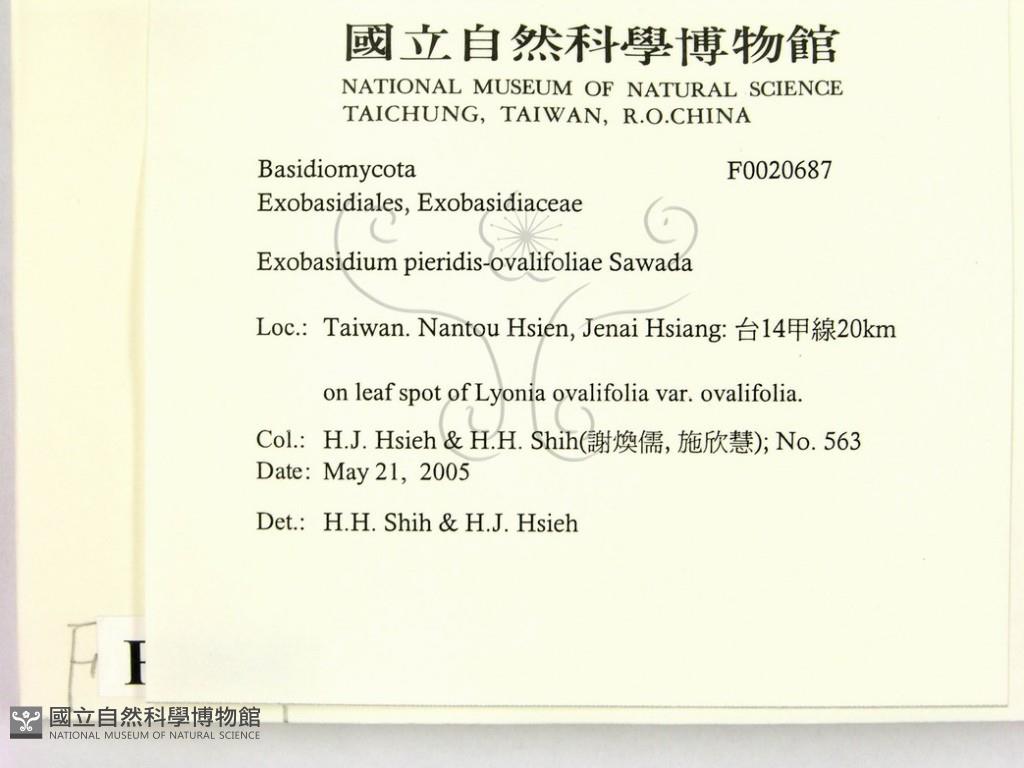 國立自然科學博物館
NATIONAL MUSEUM OF NATURAL SCIENCE
TAICHUNG, TAIWAN, R.O.CHINA
Basidiomycota F0020687
Exobasidiales, Exobasidiaceae
Exobasidium pieridis-ovalifoliae Sawada
Loc.: Taiwan. Nantou Hsien, Jenai Hsiang: 台14甲線20km
on leaf spot of Lyonia ovalifolia var. ovalifolia.
Col.: H.J. Hsieh & H.H. Shih(謝煥儒, 施欣慧); No. 563
Date: May 21, 2005
Det.: H.H. Shih & H.J. Hsieh
國立自然科學博物館
NATIONAL MUSEUM OF NATURAL SCIENCE